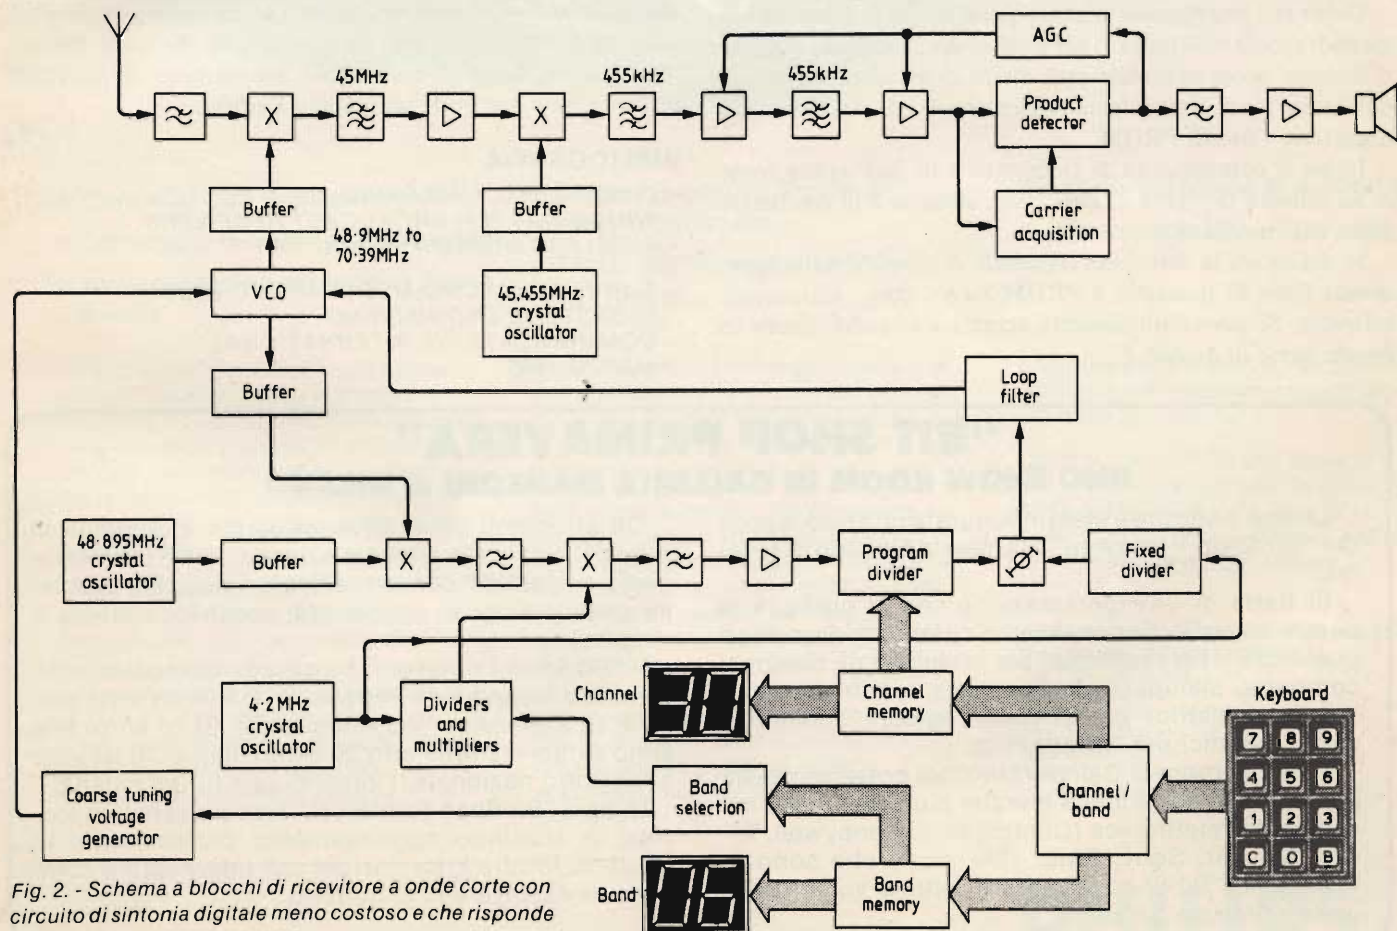 AGC
45MHz
455kHz
455kHz
X
X
Product
detector
Buffer
Buffer
Carrier
acquisition
48·9MHz to
70·39MHz
VCO
45,455MHz
crystal
oscillator
Buffer
Loop
filter
48·895MHz
crystal
oscillator
Buffer
X
X
Program
divider
Fixed
divider
4·2MHz
crystal
oscillator
Dividers
and
multipliers
Channel
30
Channel
memory
Keyboard
7 8 9
4 5 6
1 2 3
C 0 B
Channel /
band
Coarse tuning
voltage
generator
Band
selection
Band
06
Band
memory
Fig. 2. - Schema a blocchi di ricevitore a onde corte con
circuito di sintonia digitale meno costoso e che risponde